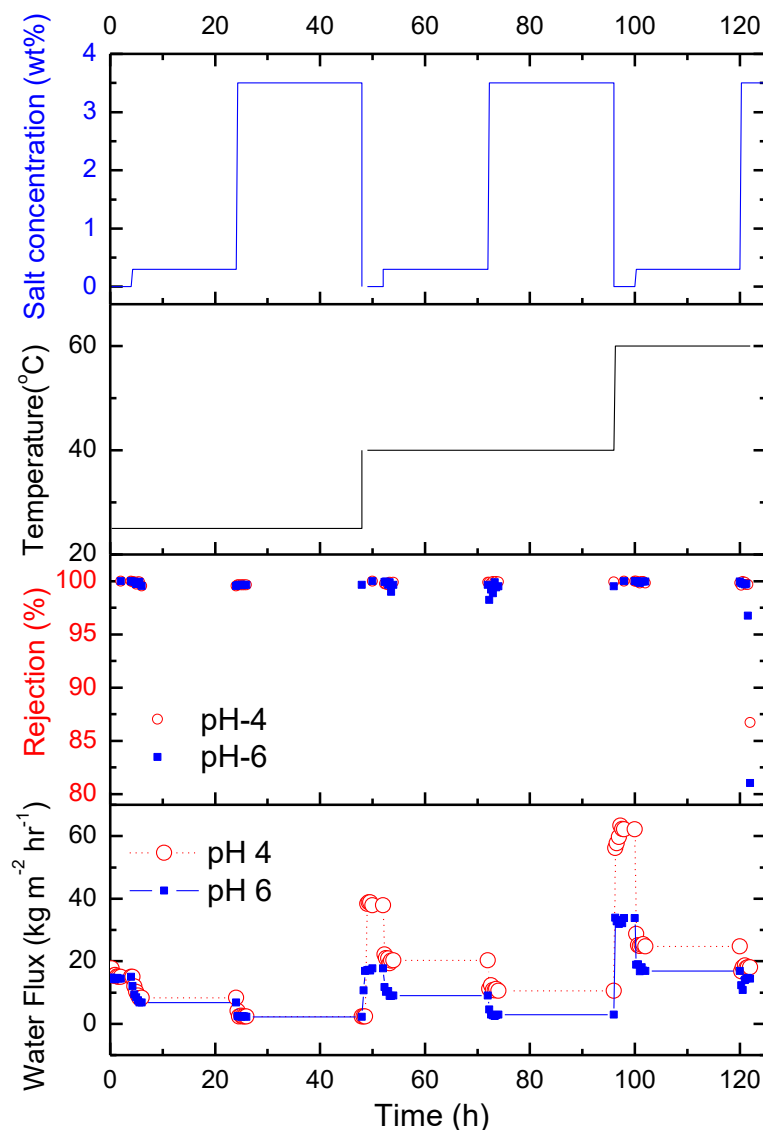 0 20 40 60 80 100 120
Salt concentration (wt%)
4
3
2
1
0
Temperature(°C)
60
40
20
Rejection (%)
100
95
90
85
80
pH-4
pH-6
Water Flux (kg m⁻² hr⁻¹)
60
40
20
0
pH 4
pH 6
0 20 40 60 80 100 120
Time (h)